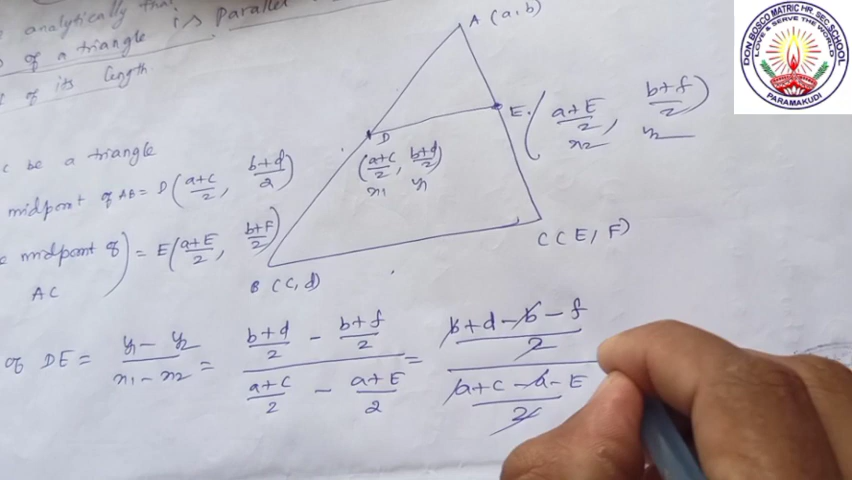 analytically that
of a triangle is parallel
of its length
A (a, b)
D
(a+c/2, b+d/2)
x1 y1
E (a+E/2, b+f/2)
x2 y2
B (C, d)
C (E, F)
C be a triangle
midpoint of AB = D (a+c/2, b+d/2)
midpoint of AC ) = E (a+E/2, b+F/2)
of DE = y1 - y2 / x1 - x2 = b+d/2 - b+f/2 / a+c/2 - a+E/2 = b+d-b-f/2 / a+c-a-E/2
DON BOSCO MATRIC HR. SEC. SCHOOL
LOVE & SERVE THE WORLD
PARAMAKUDI